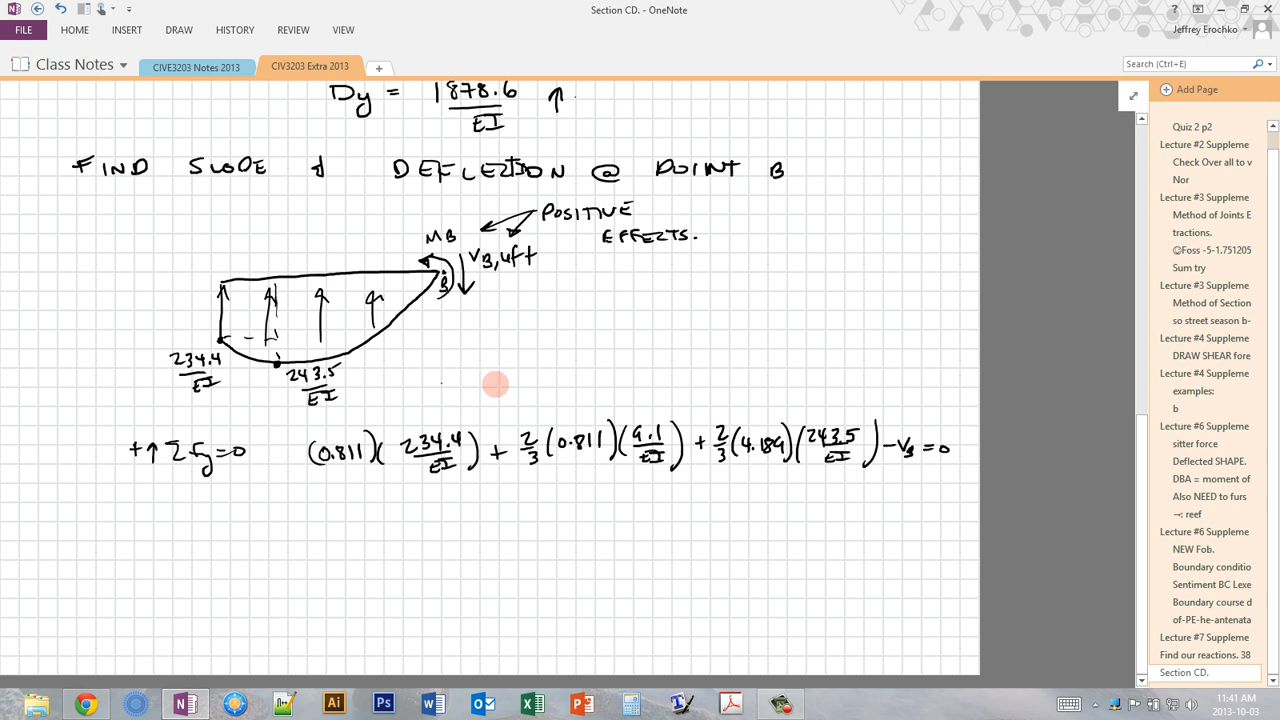 Section CD. - OneNote
FILE HOME INSERT DRAW HISTORY REVIEW VIEW
Jeffrey Erochko
Class Notes
CIVE3203 Notes 2013
CIV3203 Extra 2013
Search (Ctrl+E)
Dy = 1878.6/EI ↑
FIND SLOPE & DEFLECTION @ POINT B
POSITIVE
EFFECTS.
MB
VB, left
B
234.4/EI
243.5/EI
+↑ ΣFy=0 (0.811)(234.4/EI) + 2/3(0.811)(9.1/EI) + 2/3(4.189)(243.5/EI) - VB = 0
Add Page
Quiz 2 p2
Lecture #2 Suppleme
Check Over all to v
Nor
Lecture #3 Suppleme
Method of Joints E
tractions.
@Foss -5-1.751205
Sum try
Lecture #3 Suppleme
Method of Section
so street season b-
Lecture #4 Suppleme
DRAW SHEAR fore
Lecture #4 Suppleme
examples:
b
Lecture #6 Suppleme
sitter force
Deflected SHAPE.
DBA = moment of
Also NEED to furs
→: reef
Lecture #6 Suppleme
NEW Fob.
Boundary conditio
Sentiment BC Lexe
Boundary course d
of-PE-he-antenata
Lecture #7 Suppleme
Find our reactions. 38
Section CD.
11:41 AM
2013-10-03